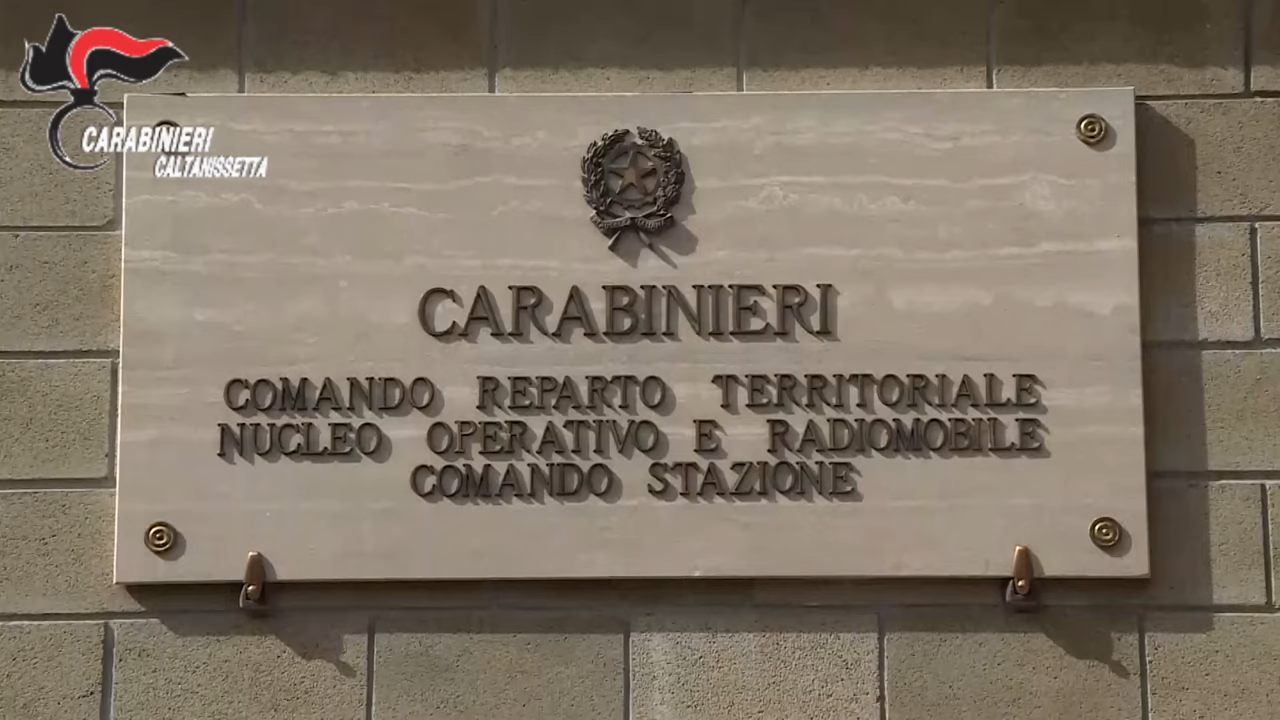 CARABINIERI
CALTANISSETTA
CARABINIERI
COMANDO REPARTO TERRITORIALE
NUCLEO OPERATIVO E RADIOMOBILE
COMANDO STAZIONE